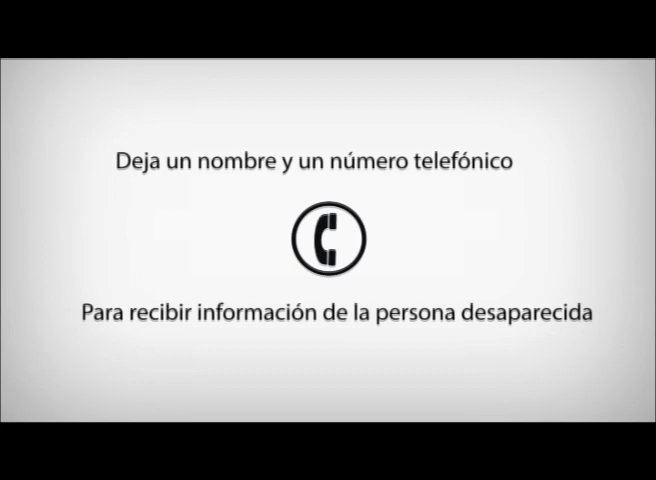 Deja un nombre y un número telefónico
Para recibir información de la persona desaparecida